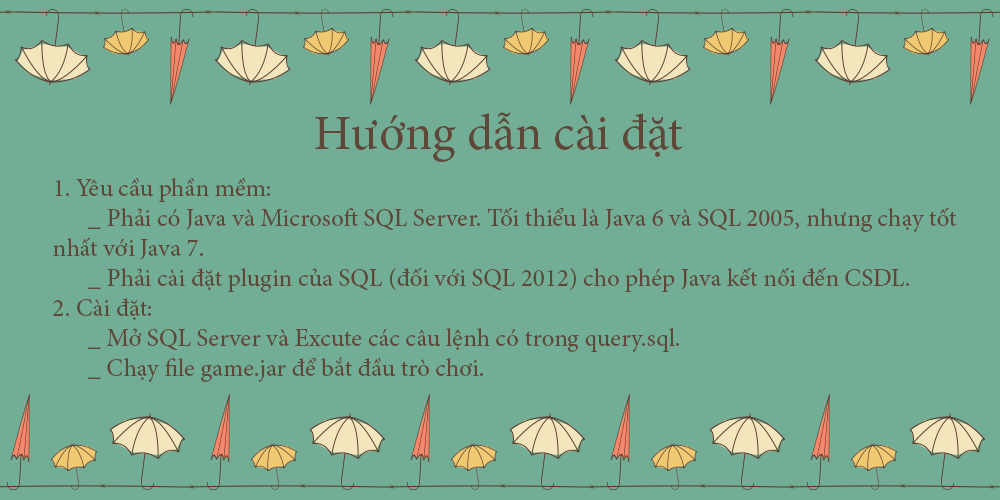 Hướng dẫn cài đặt
1. Yêu cầu phần mềm:
_ Phải có Java và Microsoft SQL Server. Tối thiểu là Java 6 và SQL 2005, nhưng chạy tốt
nhất với Java 7.
_ Phải cài đặt plugin của SQL (đối với SQL 2012) cho phép Java kết nối đến CSDL.
2. Cài đặt:
_ Mở SQL Server và Excute các câu lệnh có trong query.sql.
_ Chạy file game.jar để bắt đầu trò chơi.